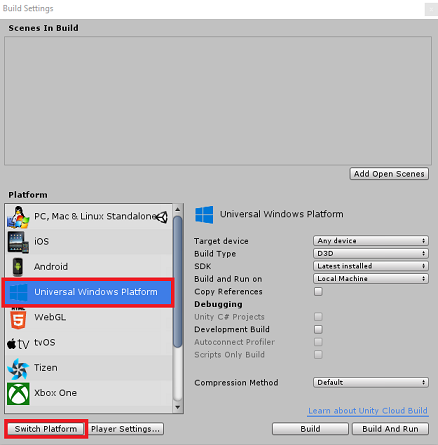 Build Settings
Scenes In Build
Add Open Scenes
Platform
PC, Mac & Linux Standalone
iOS
Android
Universal Windows Platform
WebGL
tv tvOS
Tizen
Xbox One
Universal Windows Platform
Target device Any device
Build Type D3D
SDK Latest installed
Build and Run on Local Machine
Copy References
Debugging
Unity C# Projects
Development Build
Autoconnect Profiler
Scripts Only Build
Compression Method Default
Learn about Unity Cloud Build
Switch Platform Player Settings... Build Build And Run